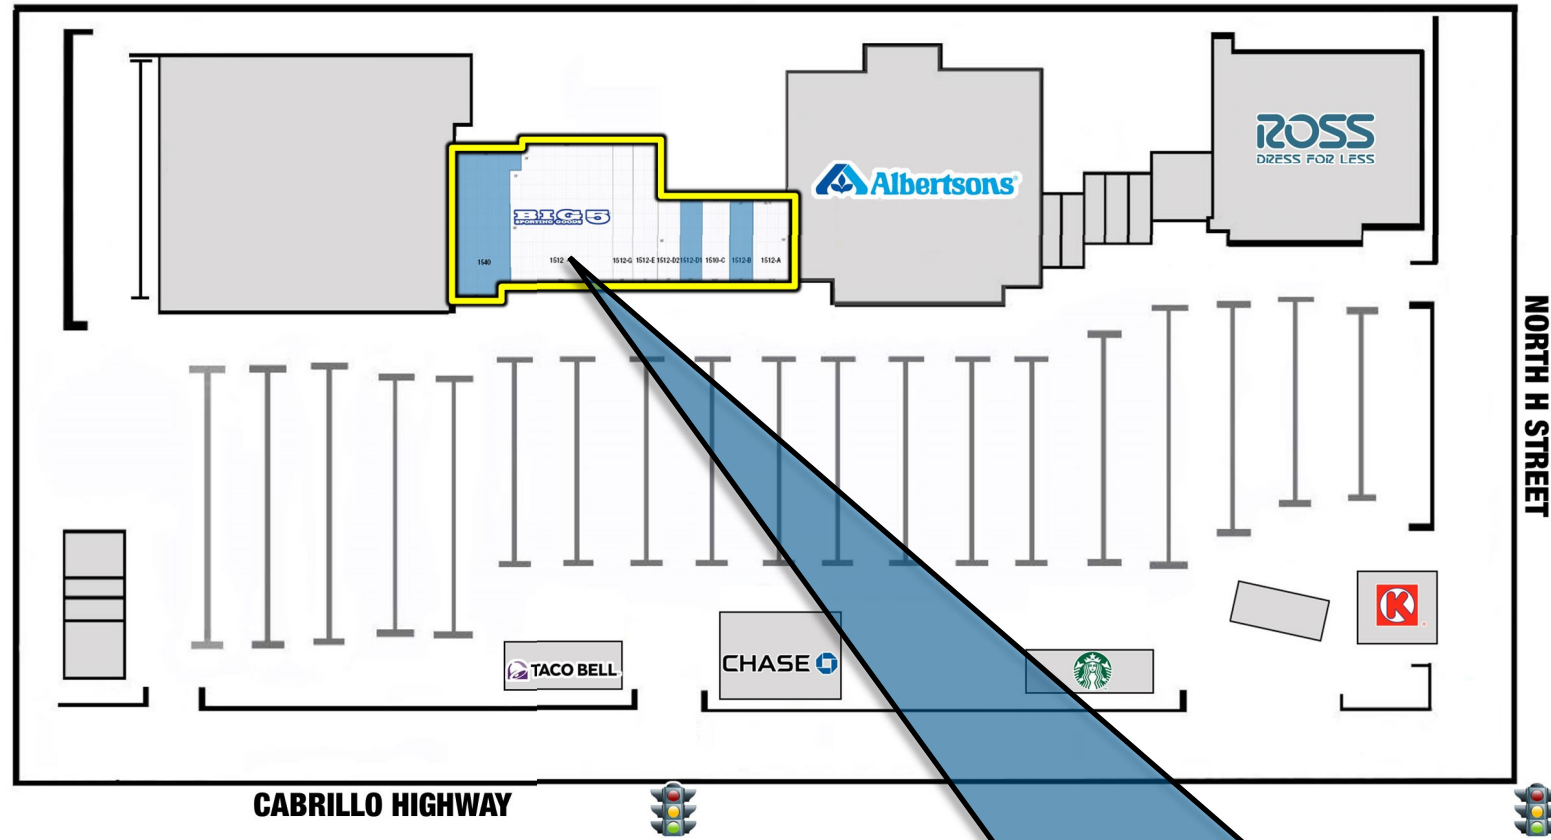 ROSS
DRESS FOR LESS
Albertsons
BIG 5
SPORTING GOODS
1540
1512
1512-G
1512-E
1512-D2
1512-D1
1510-C
1512-B
1512-A
NORTH H STREET
K
TACO BELL
CHASE
CABRILLO HIGHWAY